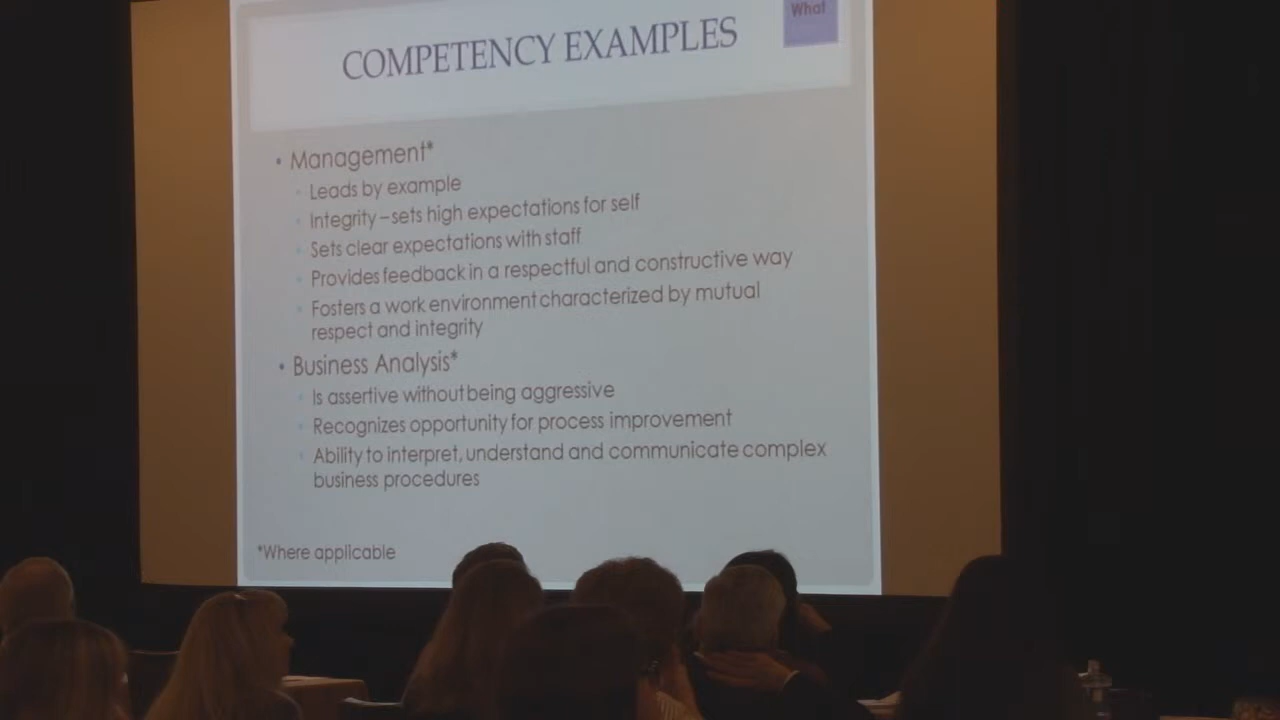 What
COMPETENCY EXAMPLES
• Management*
Leads by example
Integrity – sets high expectations for self
Sets clear expectations with staff
Provides feedback in a respectful and constructive way
Fosters a work environment characterized by mutual
respect and integrity
• Business Analysis*
Is assertive without being aggressive
Recognizes opportunity for process improvement
Ability to interpret, understand and communicate complex
business procedures
*Where applicable